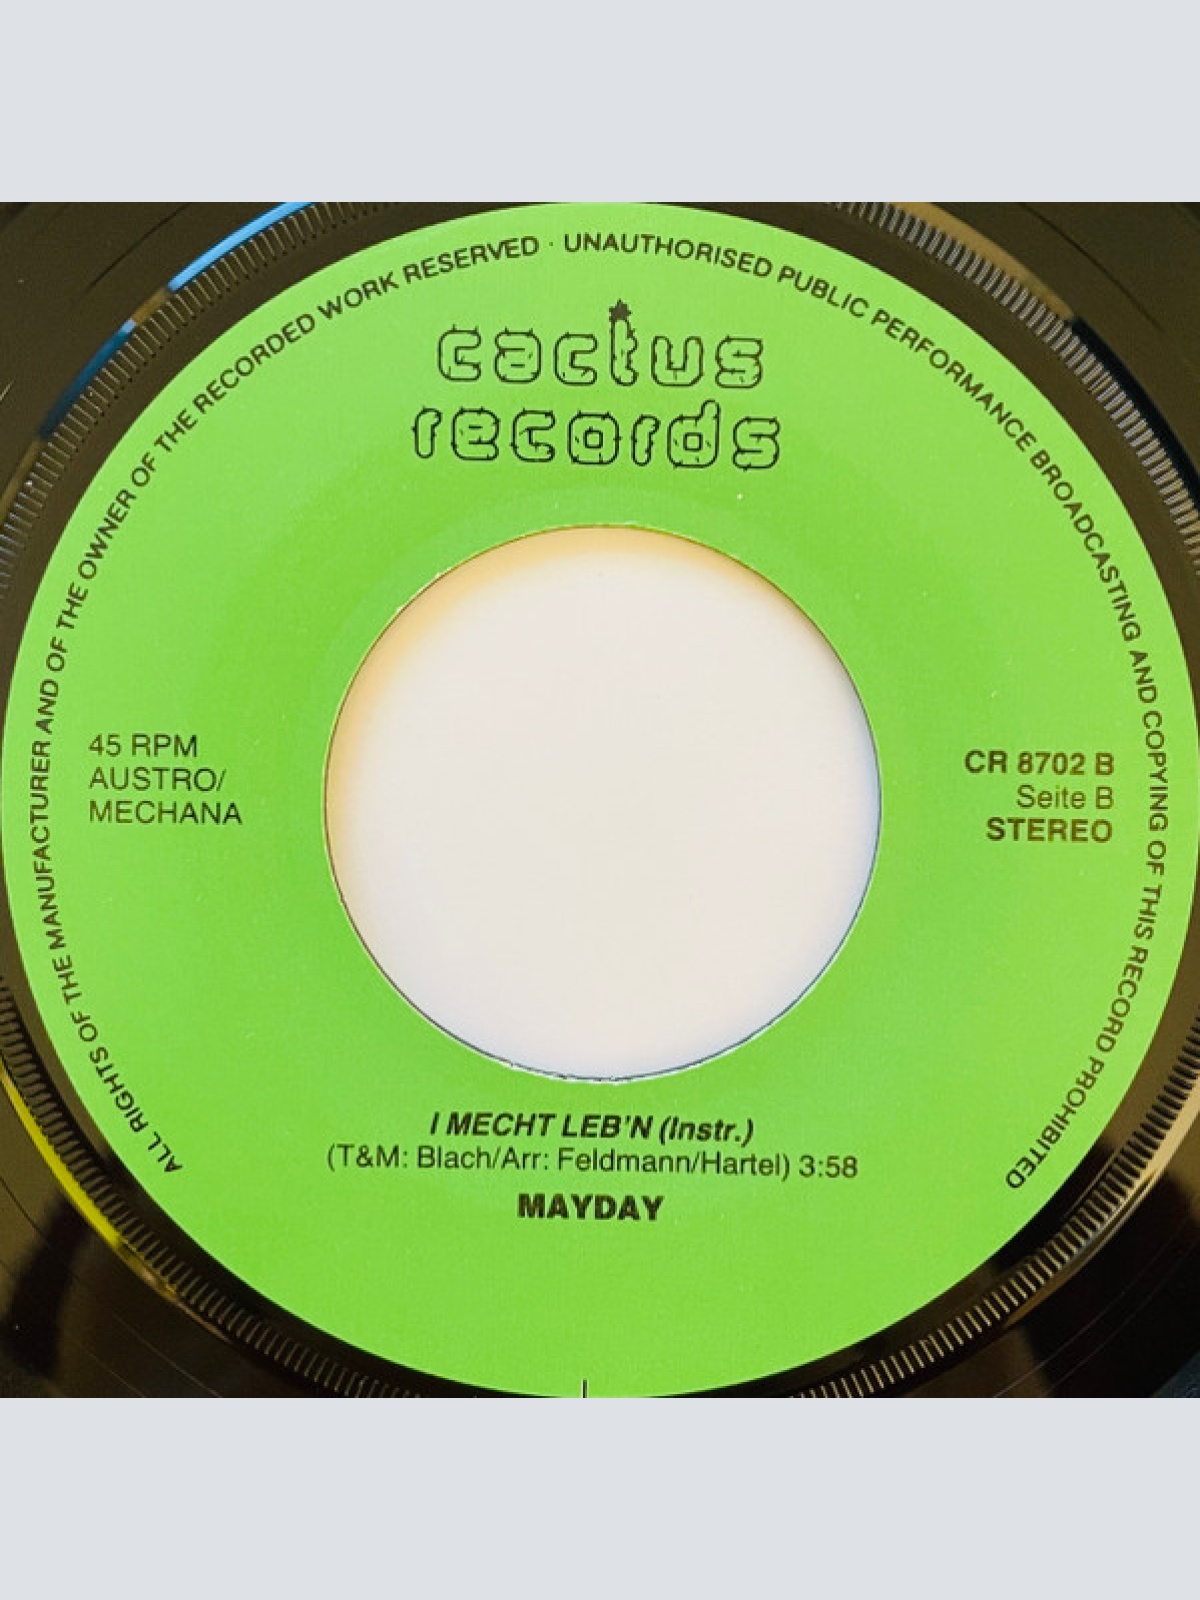 ALL RIGHTS OF THE MANUFACTURER AND OF THE OWNER OF THE RECORDED WORK RESERVED · UNAUTHORISED PUBLIC PERFORMANCE BROADCASTING AND COPYING OF THIS RECORD PROHIBITED
cactus
records
45 RPM
AUSTRO/
MECHANA
CR 8702 B
Seite B
STEREO
I MECHT LEB'N (Instr.)
(T&M: Blach/Arr: Feldmann/Hartel) 3:58
MAYDAY